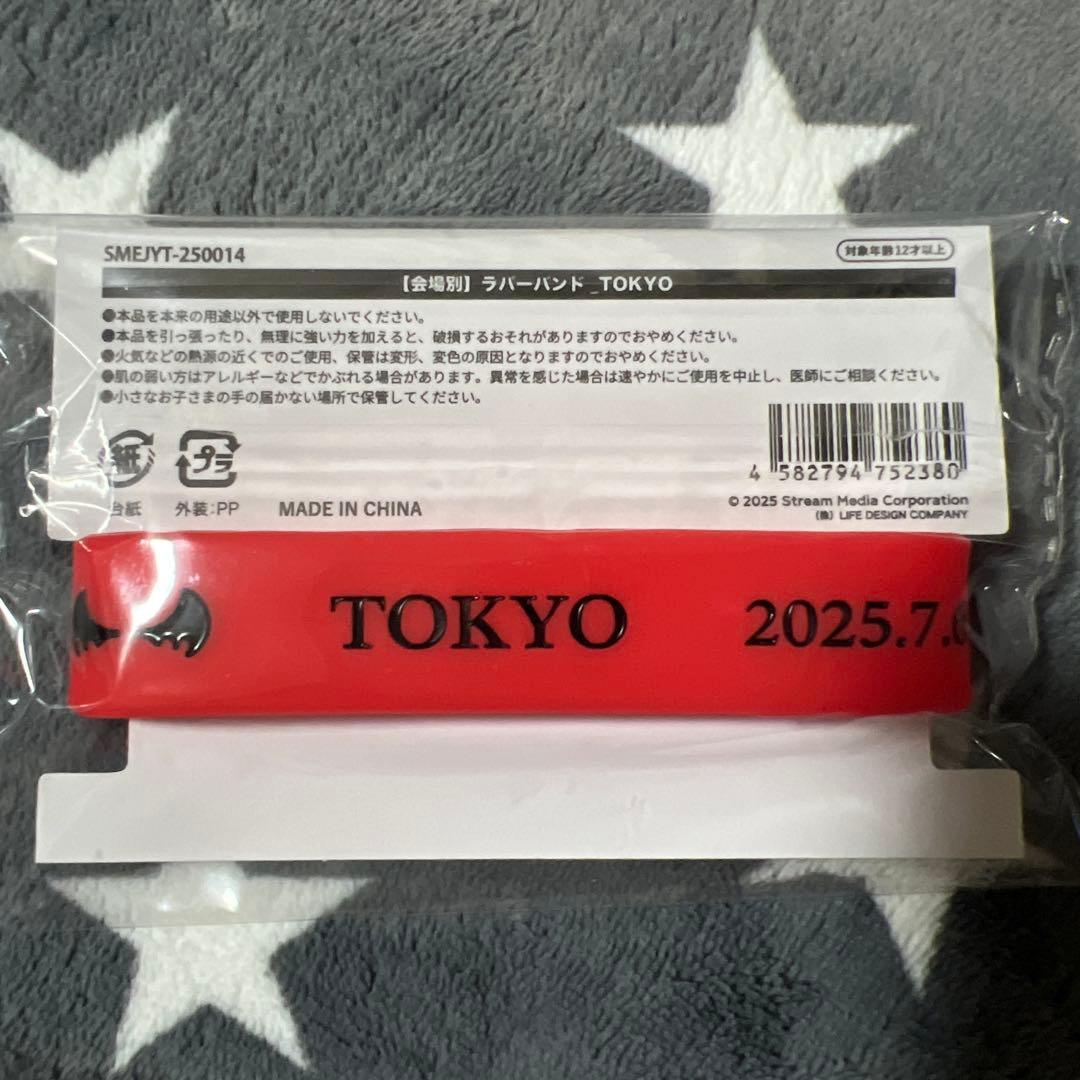 SMEJYT-250014
対象年齢12才以上
【会場別】ラバーバンド_TOKYO
●本品を本来の用途以外で使用しないでください。
●本品を引っ張ったり、無理に強い力を加えると、破損するおそれがありますのでおやめください。
●火気などの熱源の近くでのご使用、保管は変形、変色の原因となりますのでおやめください。
●肌の弱い方はアレルギーなどでかぶれる場合があります。異常を感じた場合は速やかにご使用を中止し、医師にご相談ください。
●小さなお子さまの手の届かない場所で保管してください。
紙
プラ
4 582794 752380
台紙
外装:PP
MADE IN CHINA
© 2025 Stream Media Corporation
(株) LIFE DESIGN COMPANY
TOKYO
2025.7.